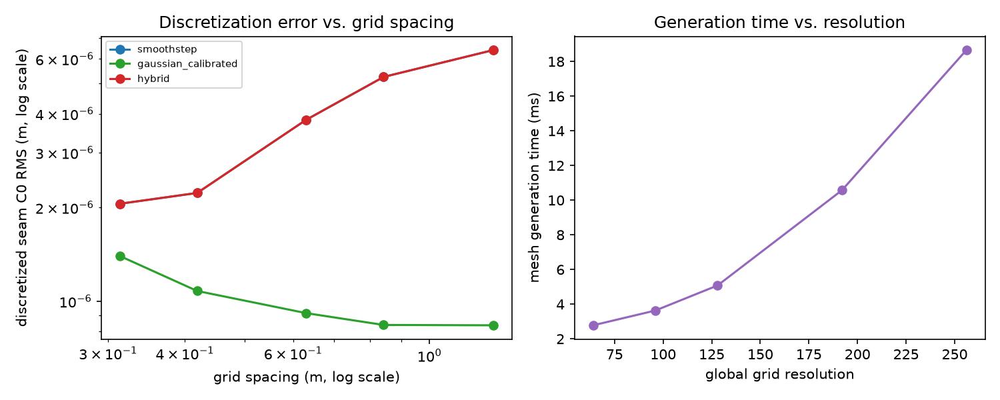 Discretization error vs. grid spacing
smoothstep
gaussian_calibrated
hybrid
6 × 10⁻⁶
4 × 10⁻⁶
3 × 10⁻⁶
2 × 10⁻⁶
10⁻⁶
discretized seam C0 RMS (m, log scale)
3 × 10⁻¹ 4 × 10⁻¹ 6 × 10⁻¹ 10⁰
grid spacing (m, log scale)
Generation time vs. resolution
18
16
14
12
10
8
6
4
2
mesh generation time (ms)
75 100 125 150 175 200 225 250
global grid resolution